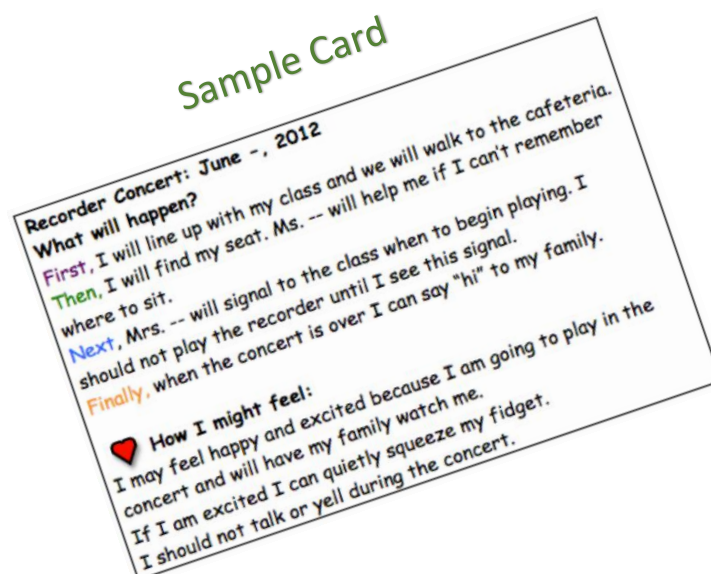 Sample Card
Recorder Concert: June -, 2012
What will happen?
First, I will line up with my class and we will walk to the cafeteria.
Then, I will find my seat. Ms. -- will help me if I can't remember
where to sit.
Next, Mrs. -- will signal to the class when to begin playing. I
should not play the recorder until I see this signal.
Finally, when the concert is over I can say “hi” to my family.
How I might feel:
I may feel happy and excited because I am going to play in the
concert and will have my family watch me.
If I am excited I can quietly squeeze my fidget.
I should not talk or yell during the concert.